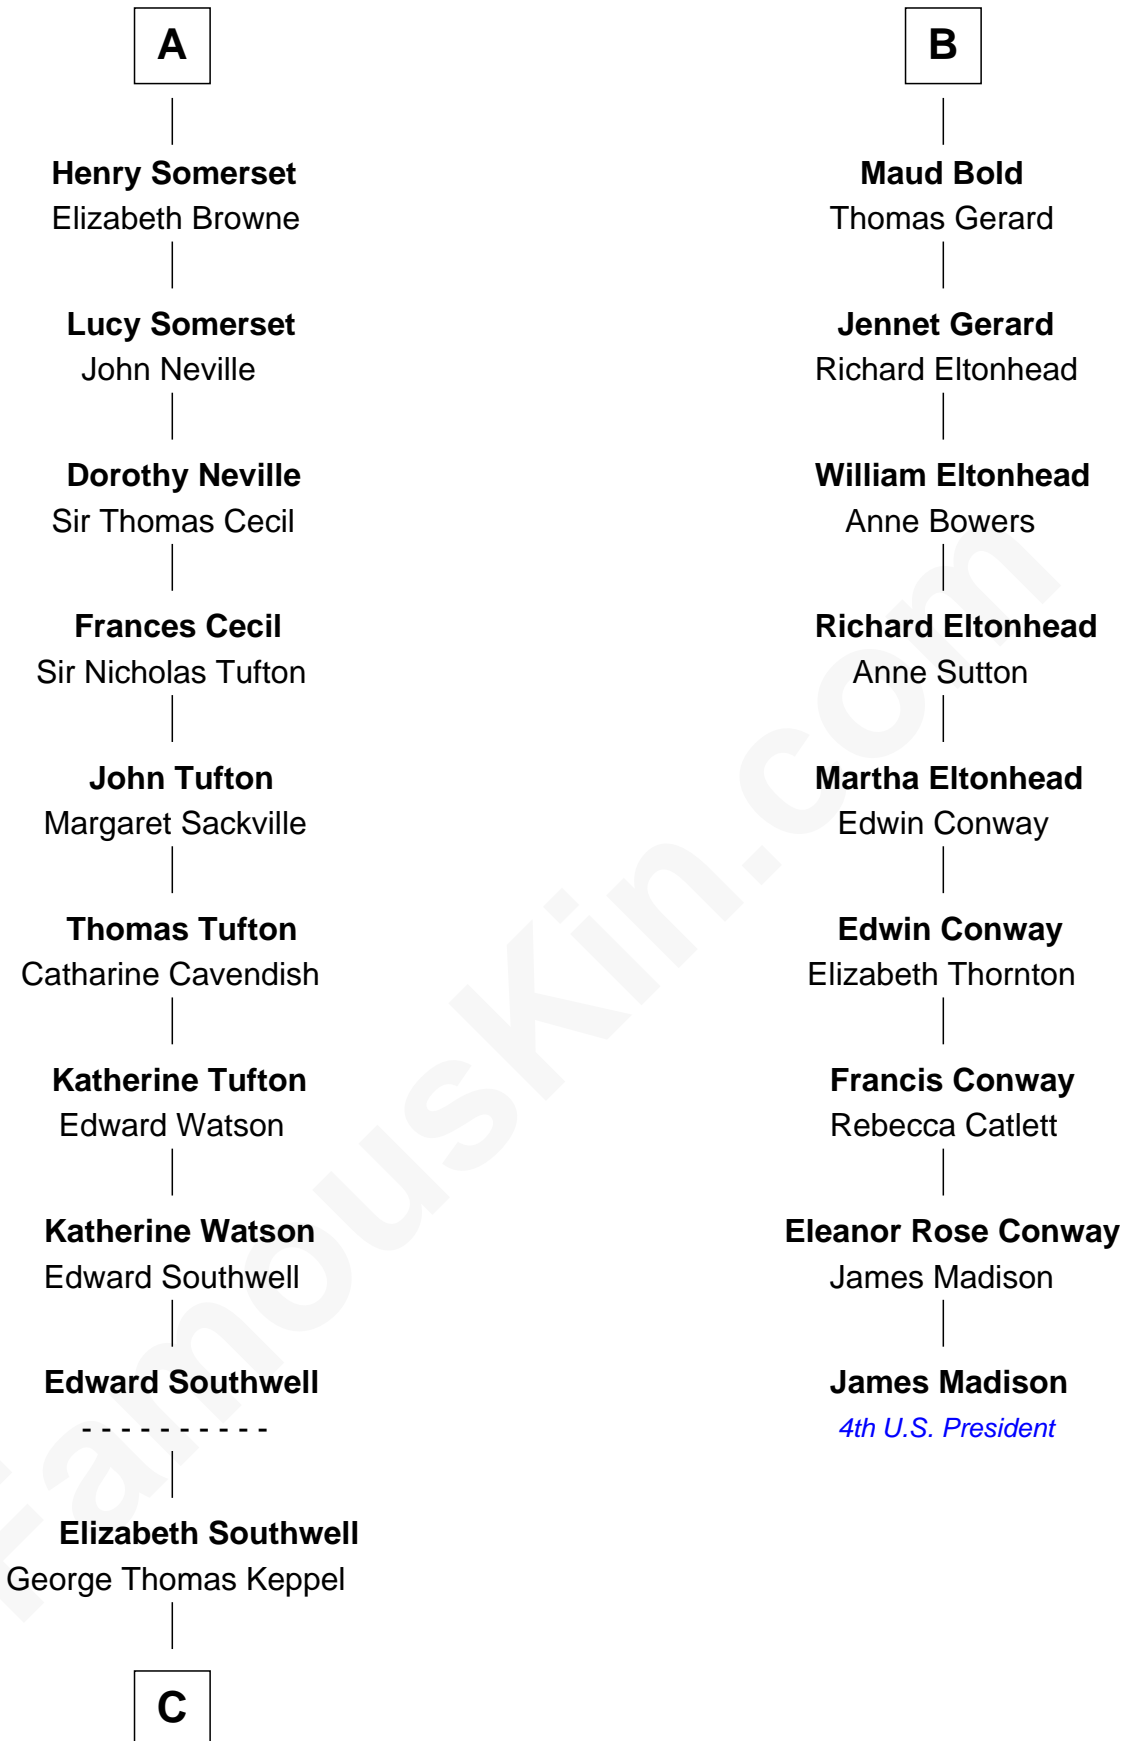 A
Henry Somerset
Elizabeth Browne
Lucy Somerset
John Neville
Dorothy Neville
Sir Thomas Cecil
Frances Cecil
Sir Nicholas Tufton
John Tufton
Margaret Sackville
Thomas Tufton
Catharine Cavendish
Katherine Tufton
Edward Watson
Katherine Watson
Edward Southwell
Edward Southwell
- - - - - - - - - -
Elizabeth Southwell
George Thomas Keppel
C
B
Maud Bold
Thomas Gerard
Jennet Gerard
Richard Eltonhead
William Eltonhead
Anne Bowers
Richard Eltonhead
Anne Sutton
Martha Eltonhead
Edwin Conway
Edwin Conway
Elizabeth Thornton
Francis Conway
Rebecca Catlett
Eleanor Rose Conway
James Madison
James Madison
4th U.S. President
FamousKin.com